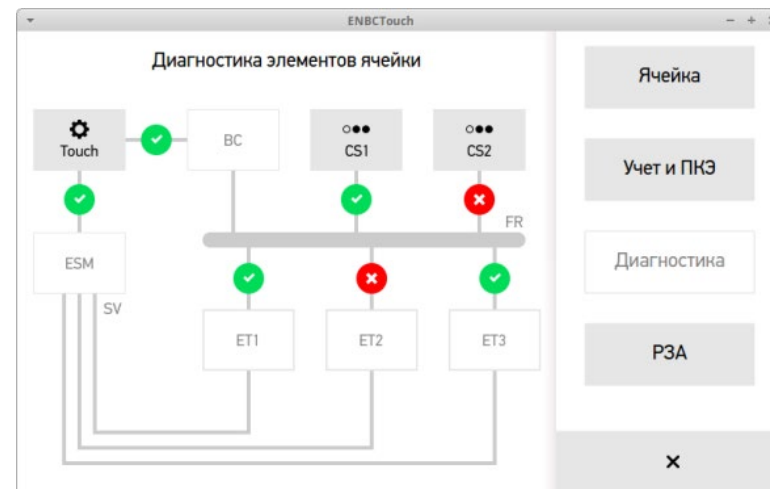 ENBCTouch
Диагностика элементов ячейки
Touch
BC
CS1
CS2
FR
ESM
SV
ET1
ET2
ET3
Ячейка
Учет и ПКЭ
Диагностика
РЗА